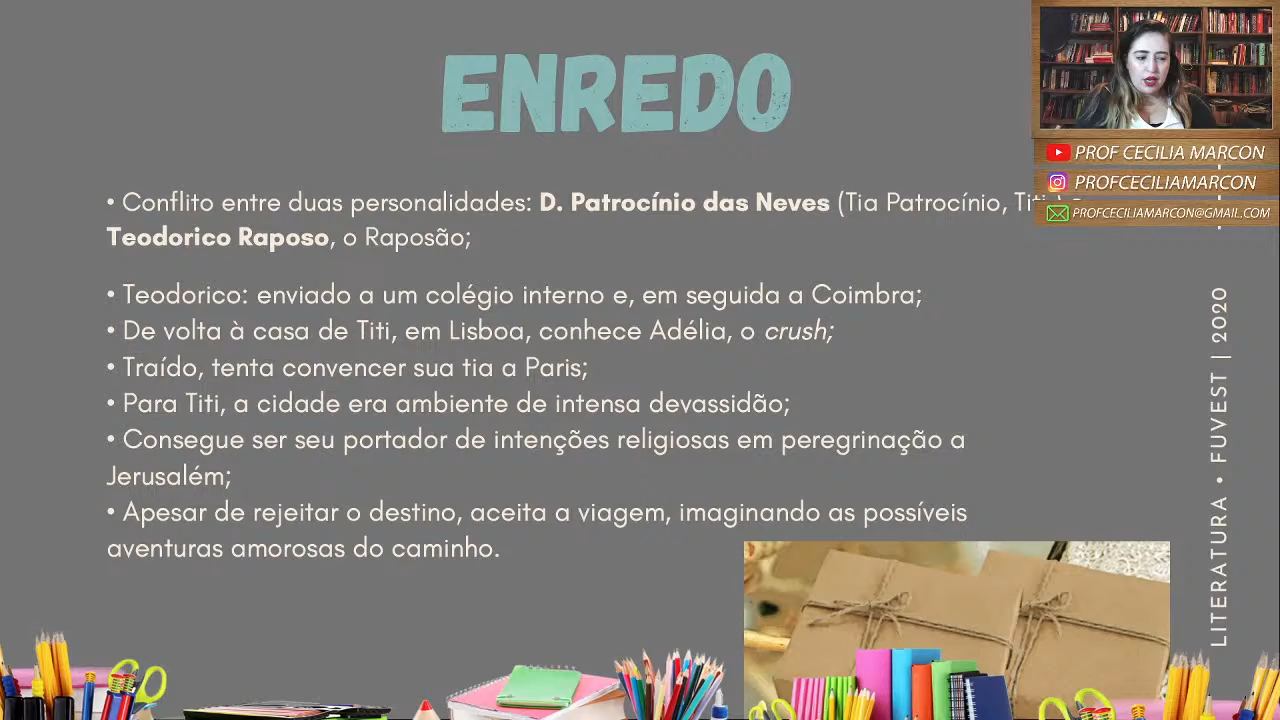 ENREDO
PROF CECILIA MARCON
PROFCECILIAMARCON
PROFCECILIAMARCON@GMAIL.COM
• Conflito entre duas personalidades: D. Patrocínio das Neves (Tia Patrocínio,
Teodorico Raposo, o Raposão;
• Teodorico: enviado a um colégio interno e, em seguida a Coimbra;
• De volta à casa de Titi, em Lisboa, conhece Adélia, o crush;
• Traído, tenta convencer sua tia a Paris;
• Para Titi, a cidade era ambiente de intensa devassidão;
• Consegue ser seu portador de intenções religiosas em peregrinação a
Jerusalém;
• Apesar de rejeitar o destino, aceita a viagem, imaginando as possíveis
aventuras amorosas do caminho.
LITERATURA • FUVEST | 2020